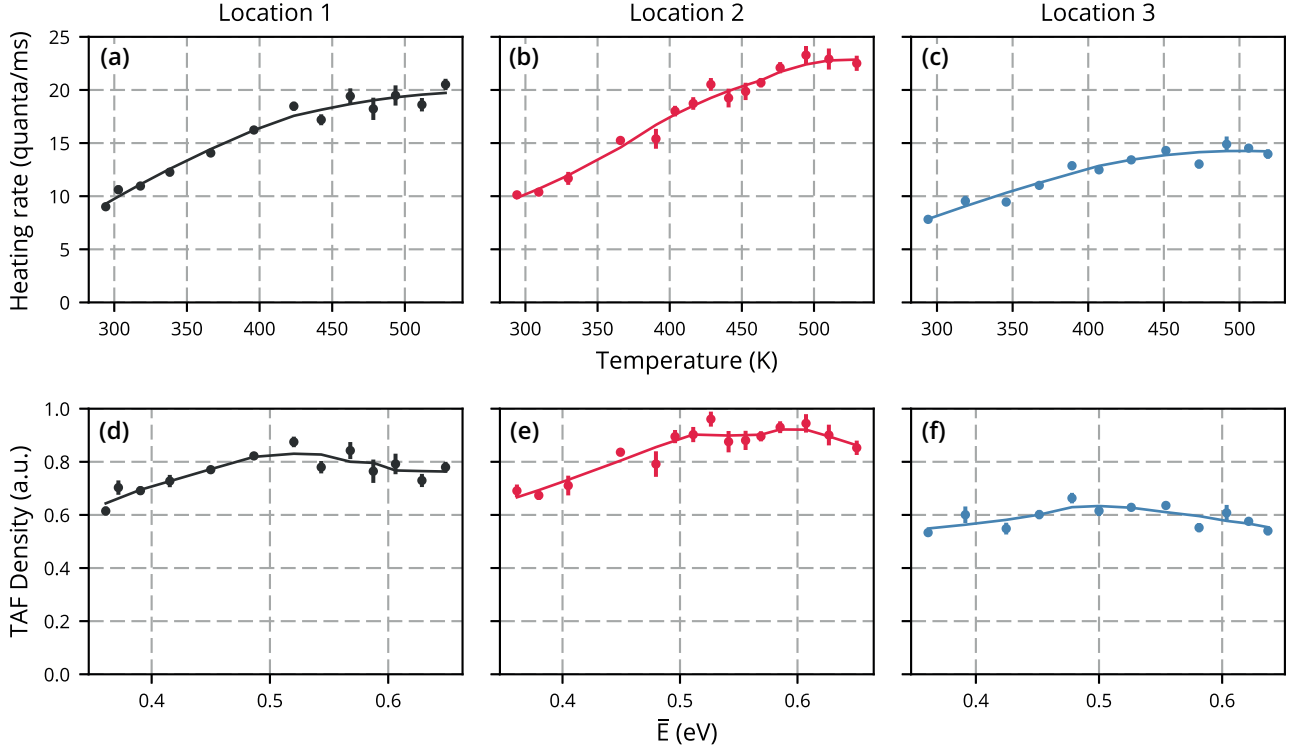 Location 1 Location 2 Location 3
Heating rate (quanta/ms)
25
20
15
10
5
0
(a) (b) (c)
300 350 400 450 500
300 350 400 450 500
300 350 400 450 500
Temperature (K)
TAF Density (a.u.)
1.0
0.8
0.6
0.4
0.2
0.0
(d) (e) (f)
0.4 0.5 0.6
0.4 0.5 0.6
0.4 0.5 0.6
E̅ (eV)